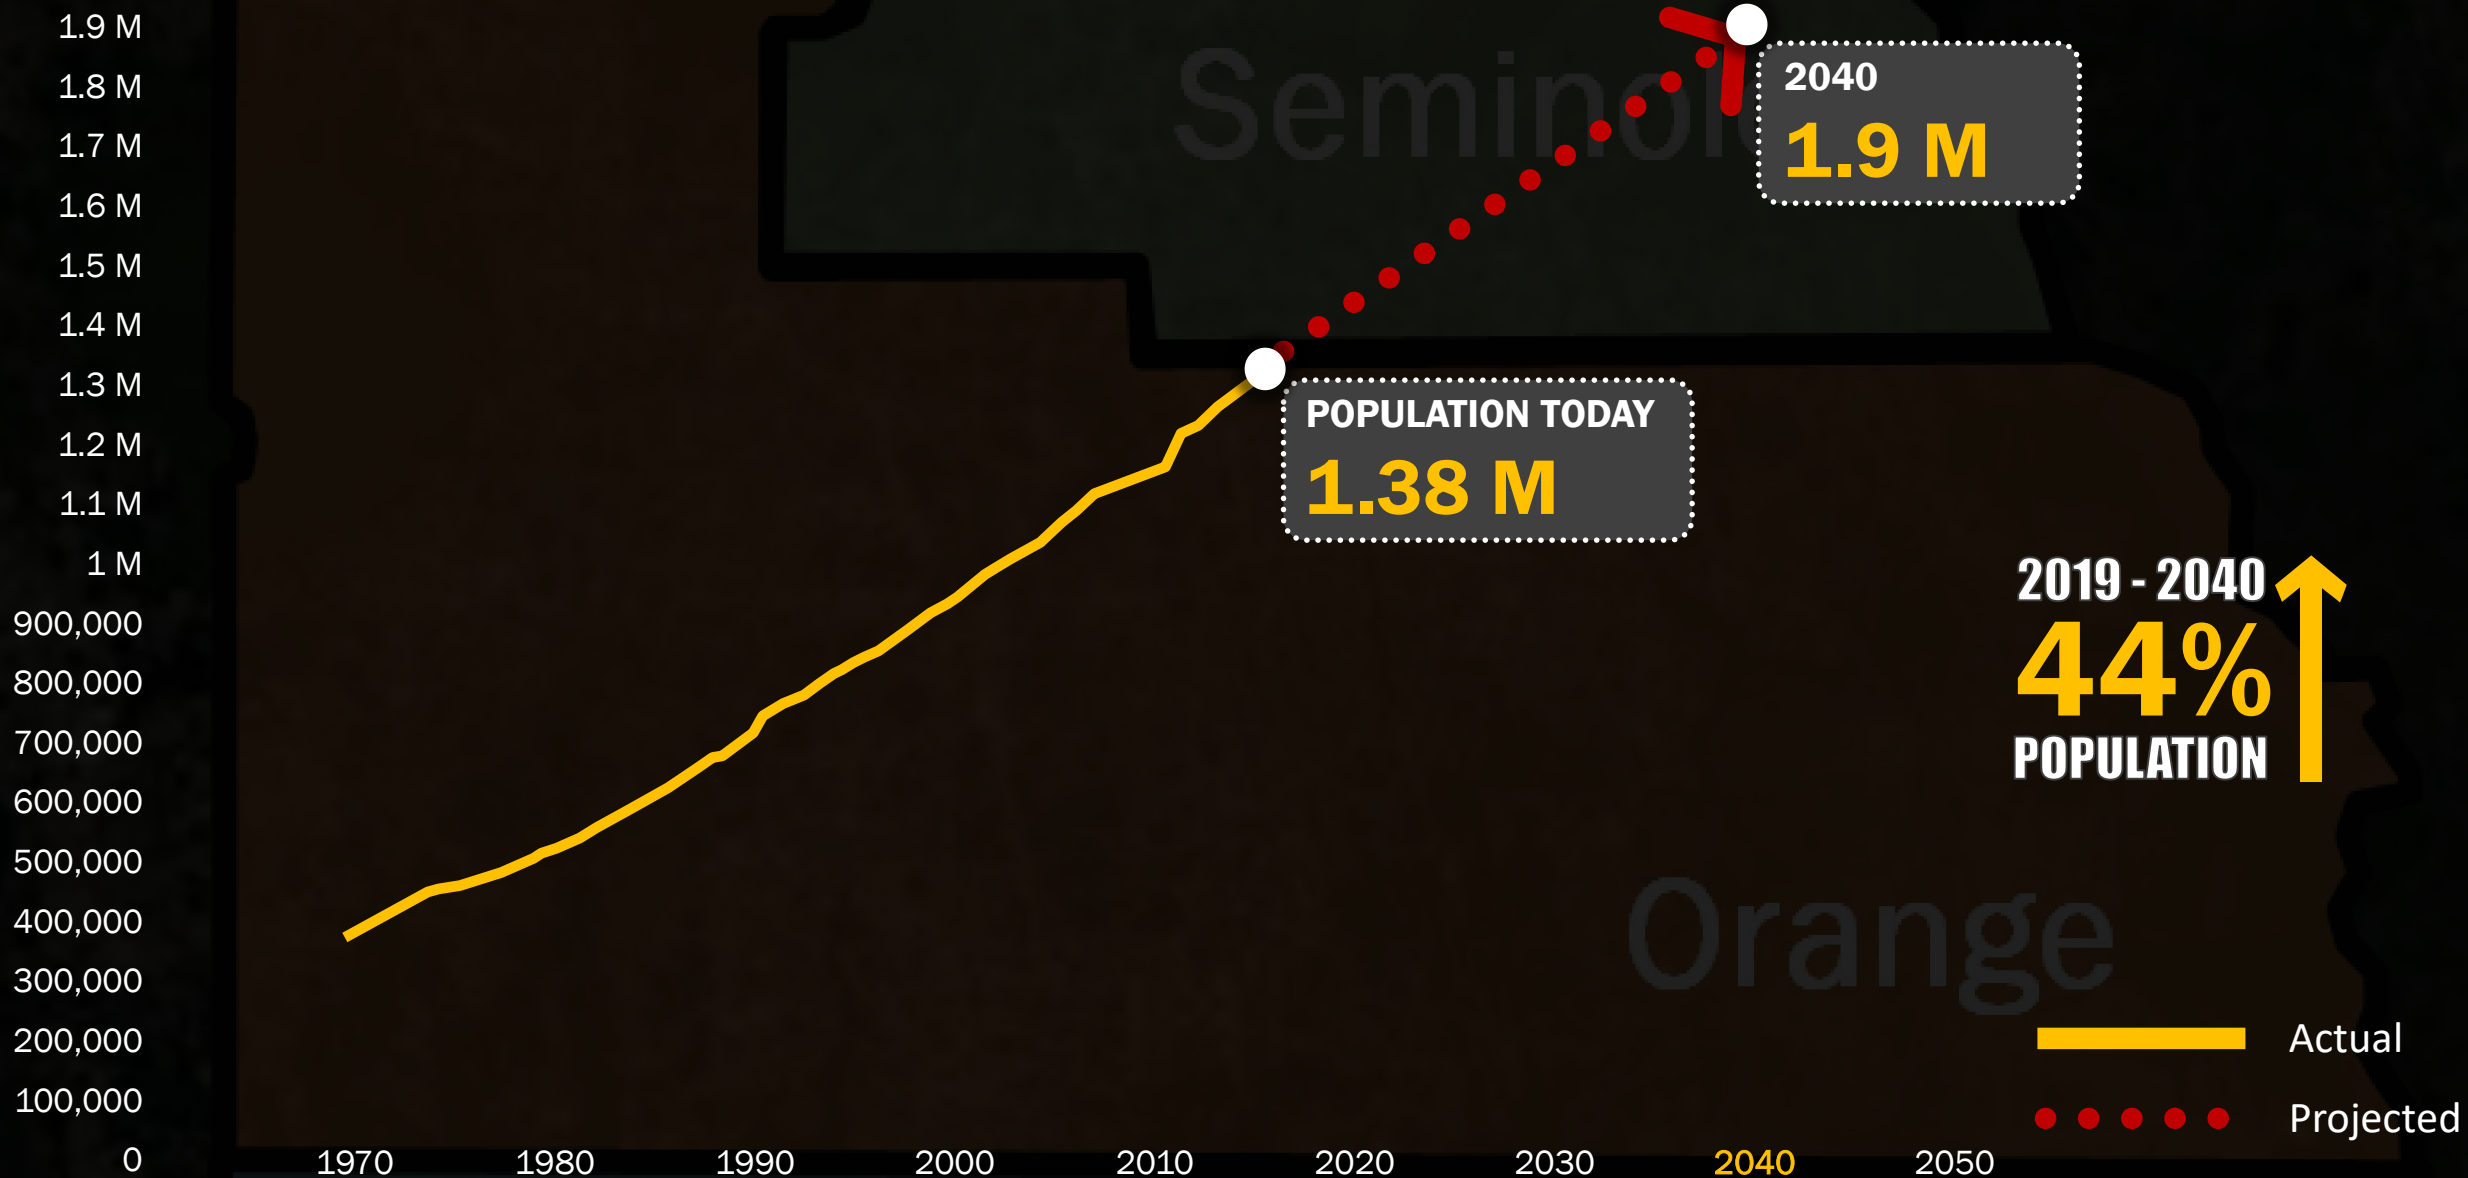 1.9 M
1.8 M
1.7 M
1.6 M
1.5 M
1.4 M
1.3 M
1.2 M
1.1 M
1 M
900,000
800,000
700,000
600,000
500,000
400,000
300,000
200,000
100,000
0
Seminole
2040
1.9 M
POPULATION TODAY
1.38 M
2019 - 2040
44%
POPULATION
Orange
Actual
Projected
1970 1980 1990 2000 2010 2020 2030 2040 2050